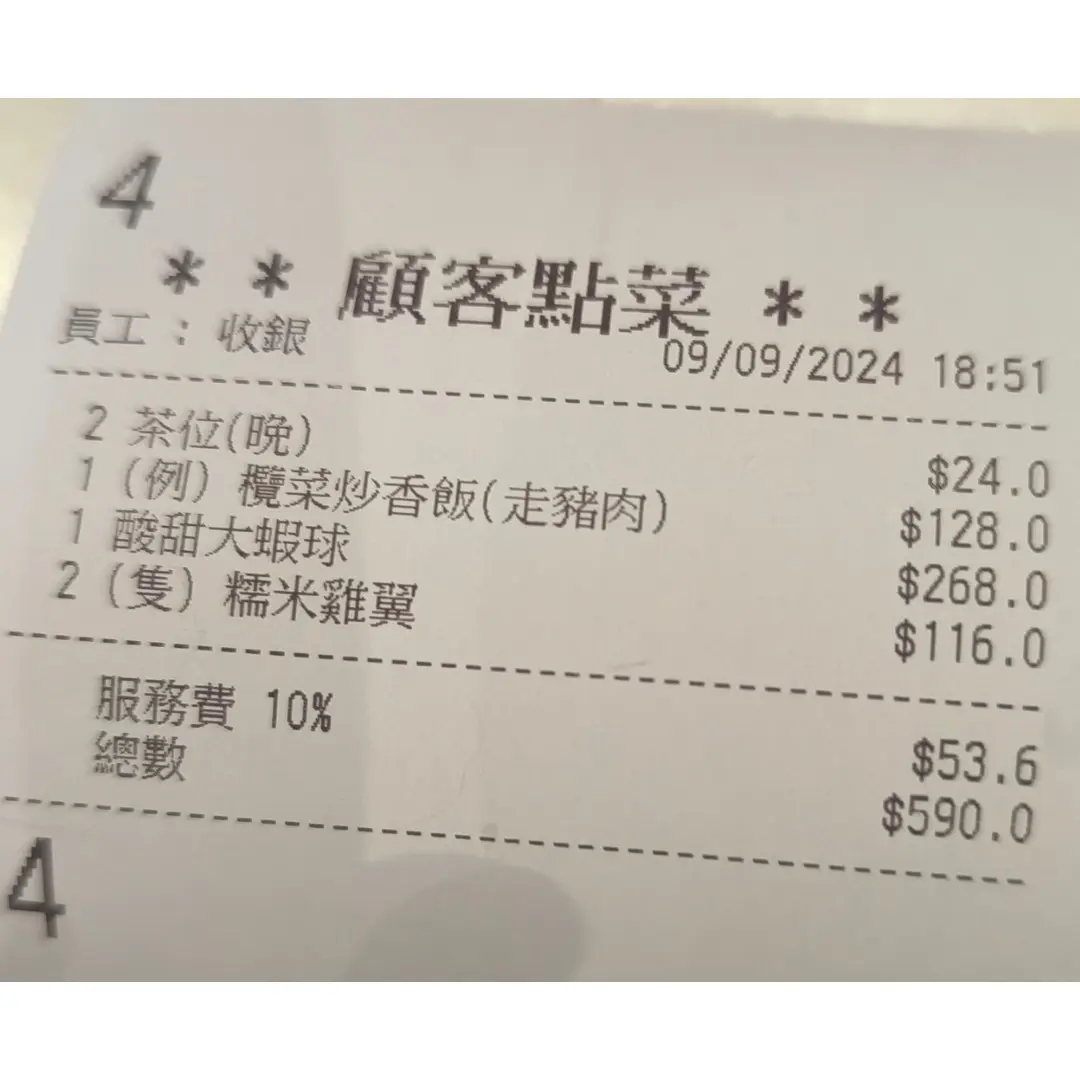 4
* * 顧客點菜 * *
員工 : 收銀 09/09/2024 18:51
2 茶位(晚) $24.0
1 (例) 欖菜炒香飯(走豬肉) $128.0
1 酸甜大蝦球 $268.0
2 (隻) 糯米雞翼 $116.0
服務費 10% $53.6
總數 $590.0
4